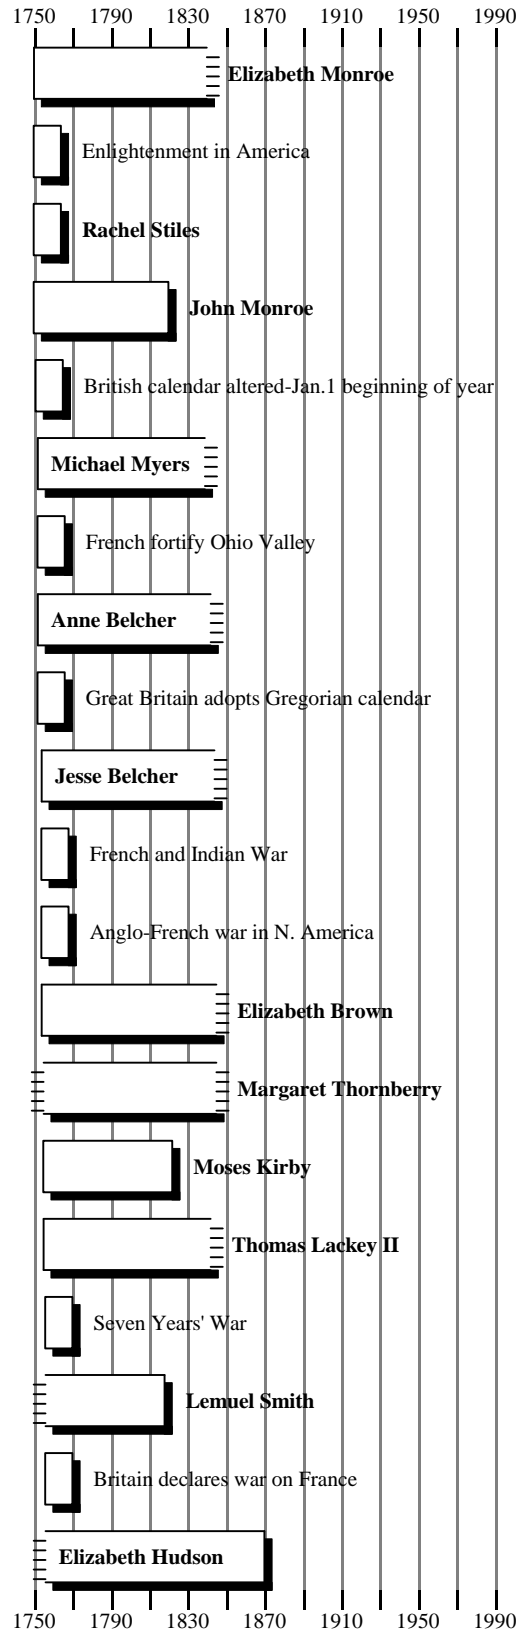 1750 1790 1830 1870 1910 1950 1990
Elizabeth Monroe
Enlightenment in America
Rachel Stiles
John Monroe
British calendar altered-Jan.1 beginning of year
Michael Myers
French fortify Ohio Valley
Anne Belcher
Great Britain adopts Gregorian calendar
Jesse Belcher
French and Indian War
Anglo-French war in N. America
Elizabeth Brown
Margaret Thornberry
Moses Kirby
Thomas Lackey II
Seven Years' War
Lemuel Smith
Britain declares war on France
Elizabeth Hudson
1750 1790 1830 1870 1910 1950 1990